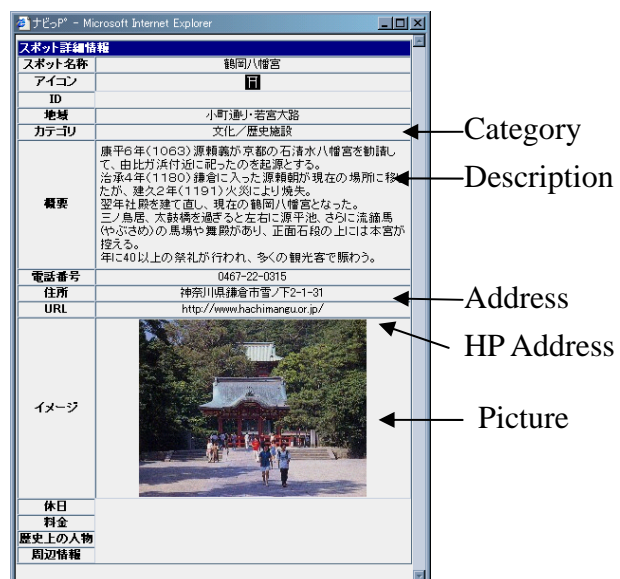 ナビっP° - Microsoft Internet Explorer
スポット詳細情報
スポット名称 鶴岡八幡宮
アイコン
ID
地域 小町通り・若宮大路
カテゴリ 文化／歴史施設
Category
概要
康平6年(1063)源頼義が京都の石清水八幡宮を勧請し
て、由比ガ浜付近に祀ったのを起源とする。
治承4年(1180)鎌倉に入った源頼朝が現在の場所に移し
たが、建久2年(1191)火災により焼失。
翌年社殿を建て直し、現在の鶴岡八幡宮となった。
三ノ鳥居、太鼓橋を過ぎると左右に源平池、さらに流鏑馬
(やぶさめ)の馬場や舞殿があり、正面石段の上には本宮が
控える。
年に40以上の祭礼が行われ、多くの観光客で賑わう。
Description
電話番号 0467-22-0315
住所 神奈川県鎌倉市雪ノ下2-1-31
Address
URL http://www.hachimangu.or.jp/
HP Address
イメージ
Picture
休日
料金
歴史上の人物
周辺情報